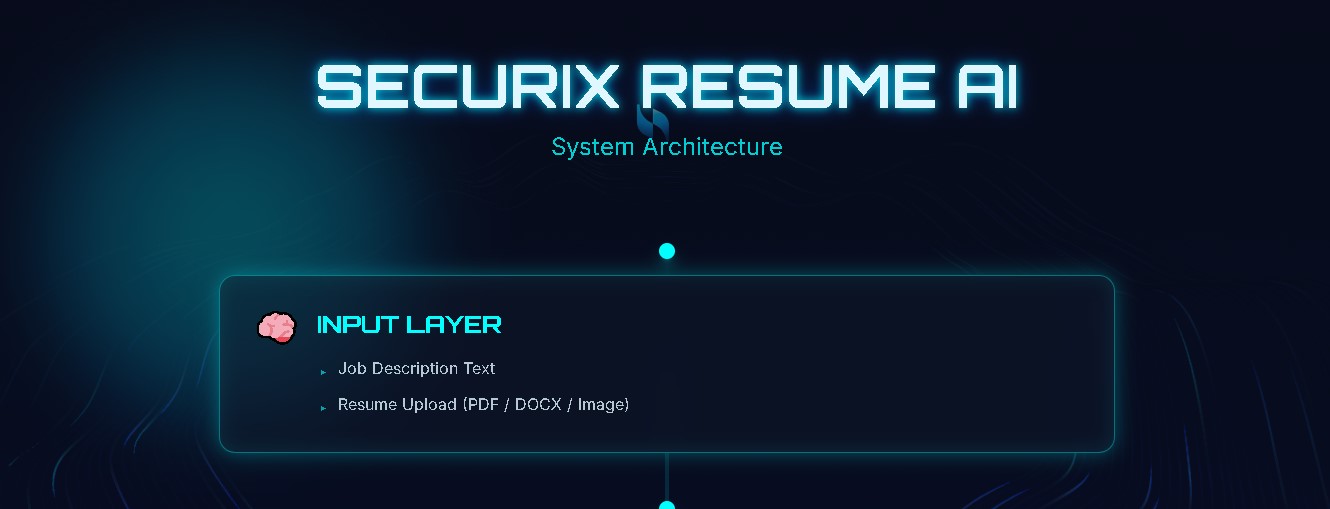 SECURIX RESUME AI
System Architecture
INPUT LAYER
Job Description Text
Resume Upload (PDF / DOCX / Image)